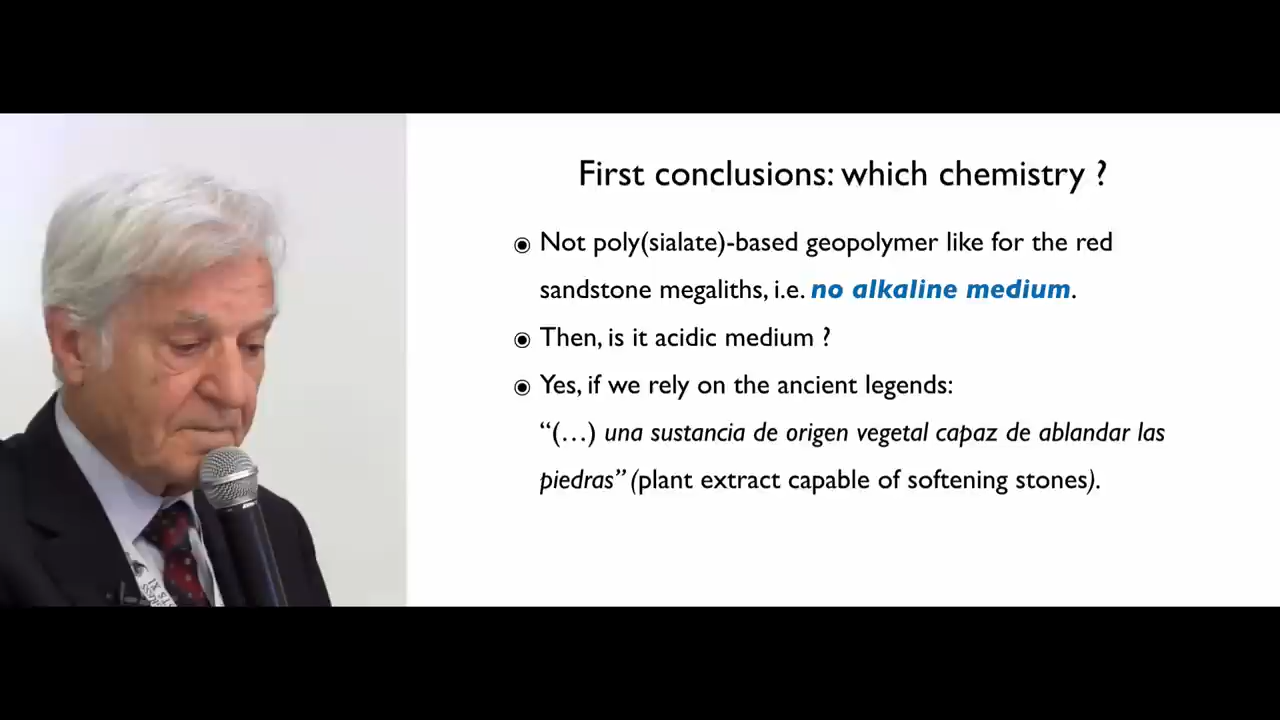 First conclusions: which chemistry ?
◉ Not poly(sialate)-based geopolymer like for the red
sandstone megaliths, i.e. no alkaline medium.
◉ Then, is it acidic medium ?
◉ Yes, if we rely on the ancient legends:
“(…) una sustancia de origen vegetal capaz de ablandar las
piedras” (plant extract capable of softening stones).